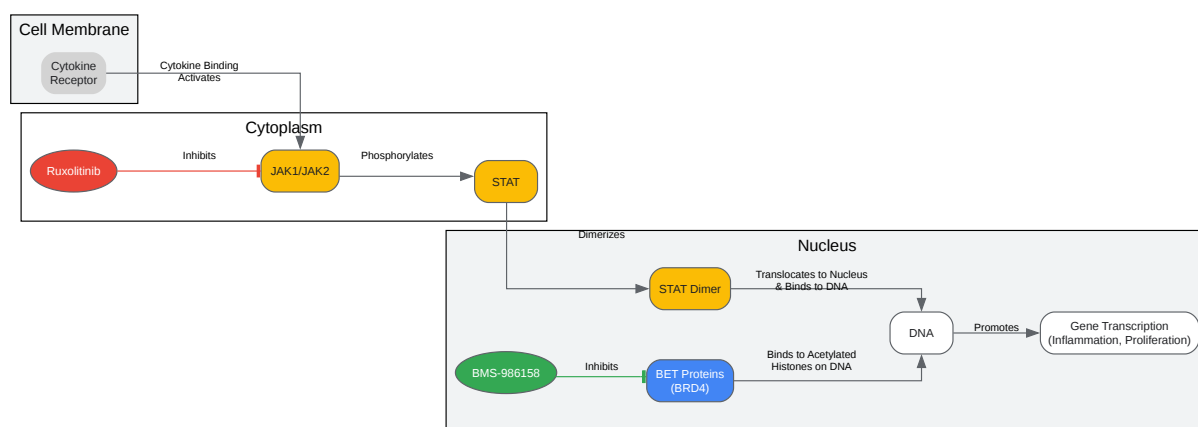 Cell Membrane
Cytokine
Receptor
Cytokine Binding
Activates
Cytoplasm
Ruxolitinib
Inhibits
JAK1/JAK2
Phosphorylates
STAT
Dimerizes
Nucleus
STAT Dimer
Translocates to Nucleus
& Binds to DNA
DNA
Promotes
Gene Transcription
(Inflammation, Proliferation)
BMS-986158
Inhibits
BET Proteins
(BRD4)
Binds to Acetylated
Histones on DNA